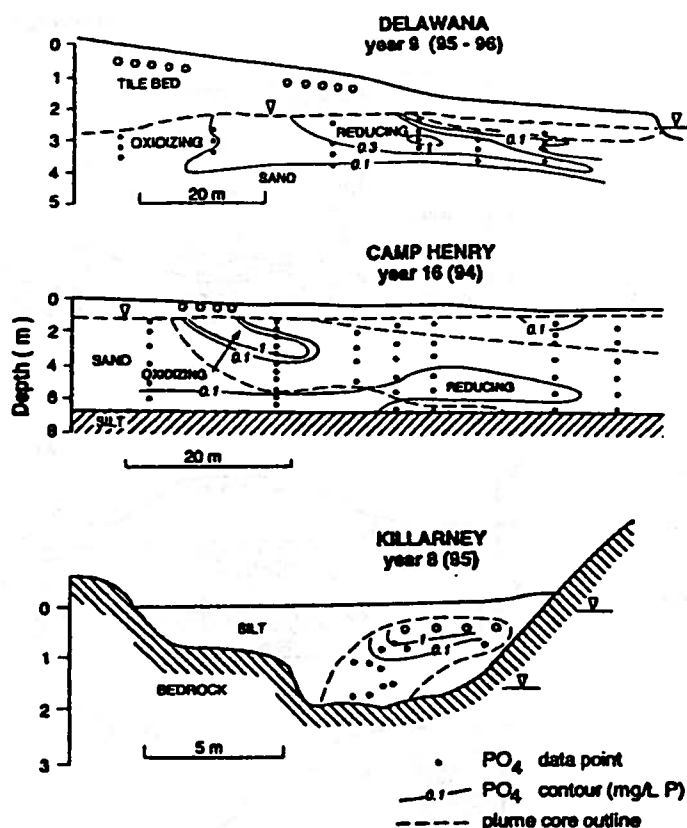 DELAWANA
year 9 (95 - 96)
0
1
2
3
4
5
TILE BED
OXIDIZING
REDUCING
0.3
1
0.1
0.1
SAND
20 m
CAMP HENRY
year 16 (94)
Depth (m)
0
2
4
6
8
SAND
OXIDIZING
0.1
1
0.1
0.1
REDUCING
SILT
20 m
KILLARNEY
year 8 (95)
0
1
2
3
SILT
1
0.1
BEDROCK
5 m
PO4 data point
0.1 PO4 contour (mg/L P)
plume core outline